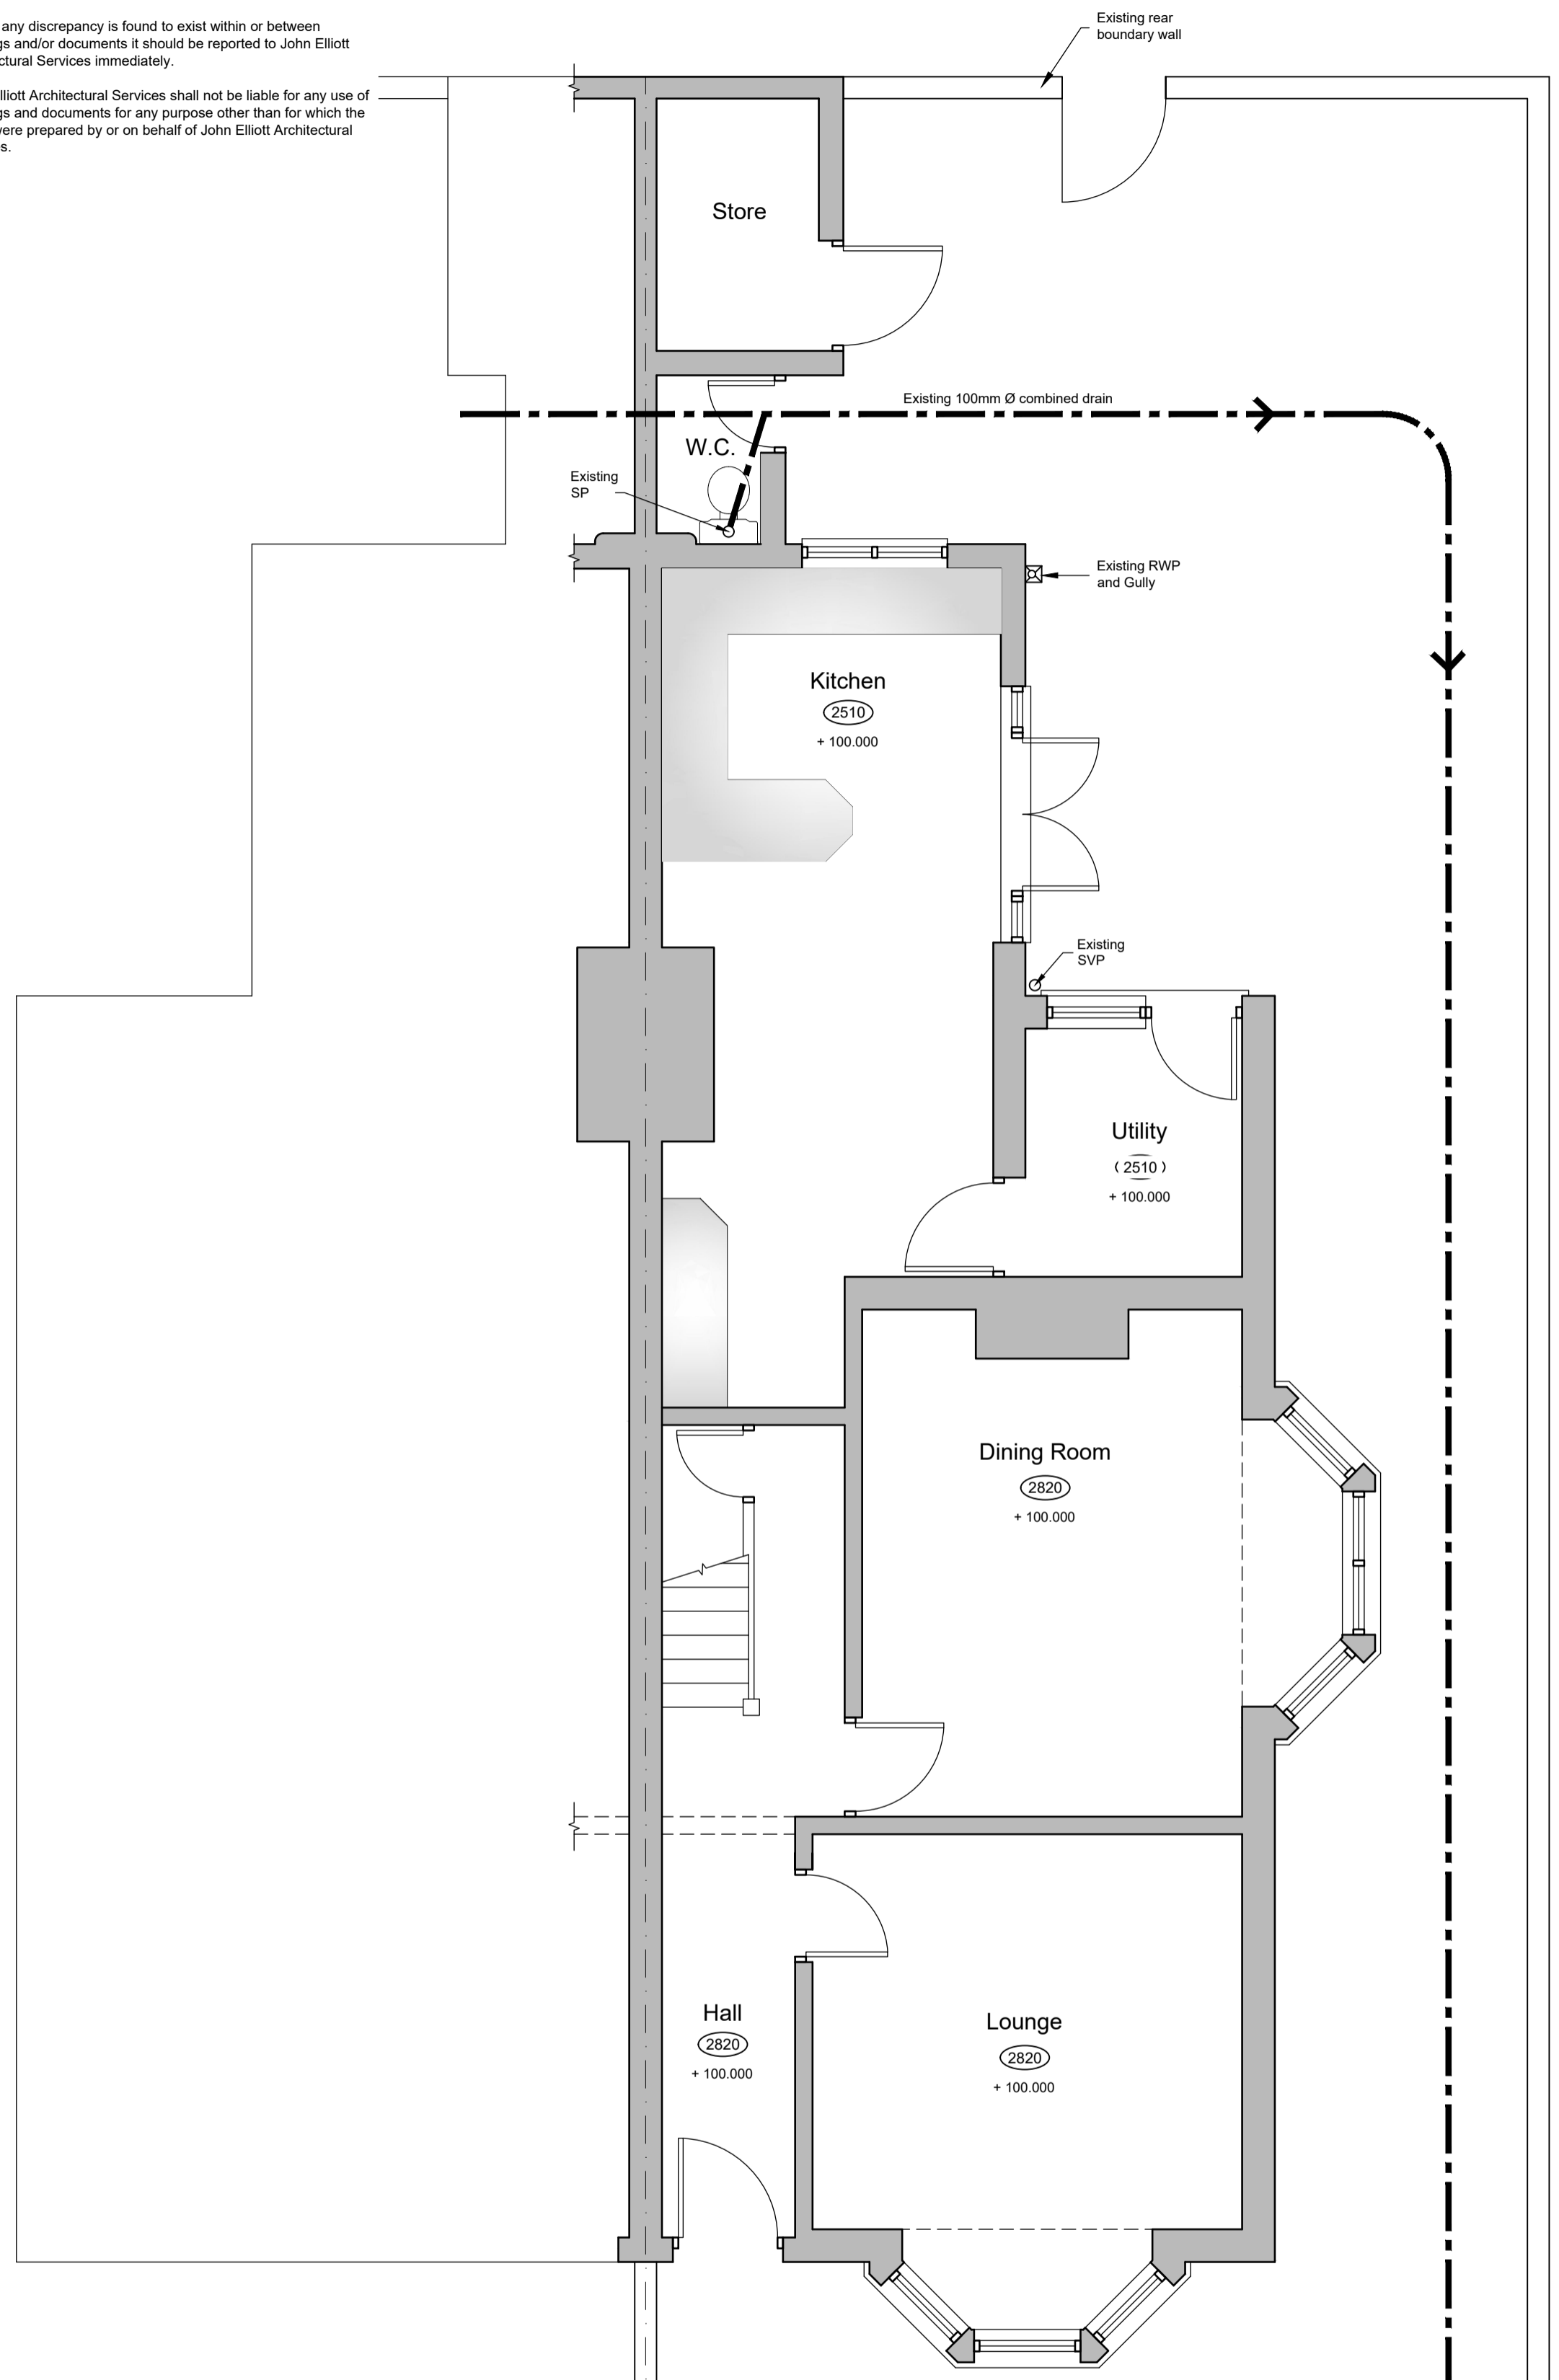 any discrepancy is found to exist within or between
and/or documents it should be reported to John Elliott
Services immediately.
Architectural Services shall not be liable for any use of
and documents for any purpose other than for which the
were prepared by or on behalf of John Elliott Architectural
Existing rear
boundary wall
Store
Existing 100mm Ø combined drain
W.C.
Existing
SP
Existing RWP
and Gully
Kitchen
2510
+ 100.000
Existing
SVP
Utility
( 2510 )
+ 100.000
Dining Room
2820
+ 100.000
Hall
2820
+ 100.000
Lounge
2820
+ 100.000